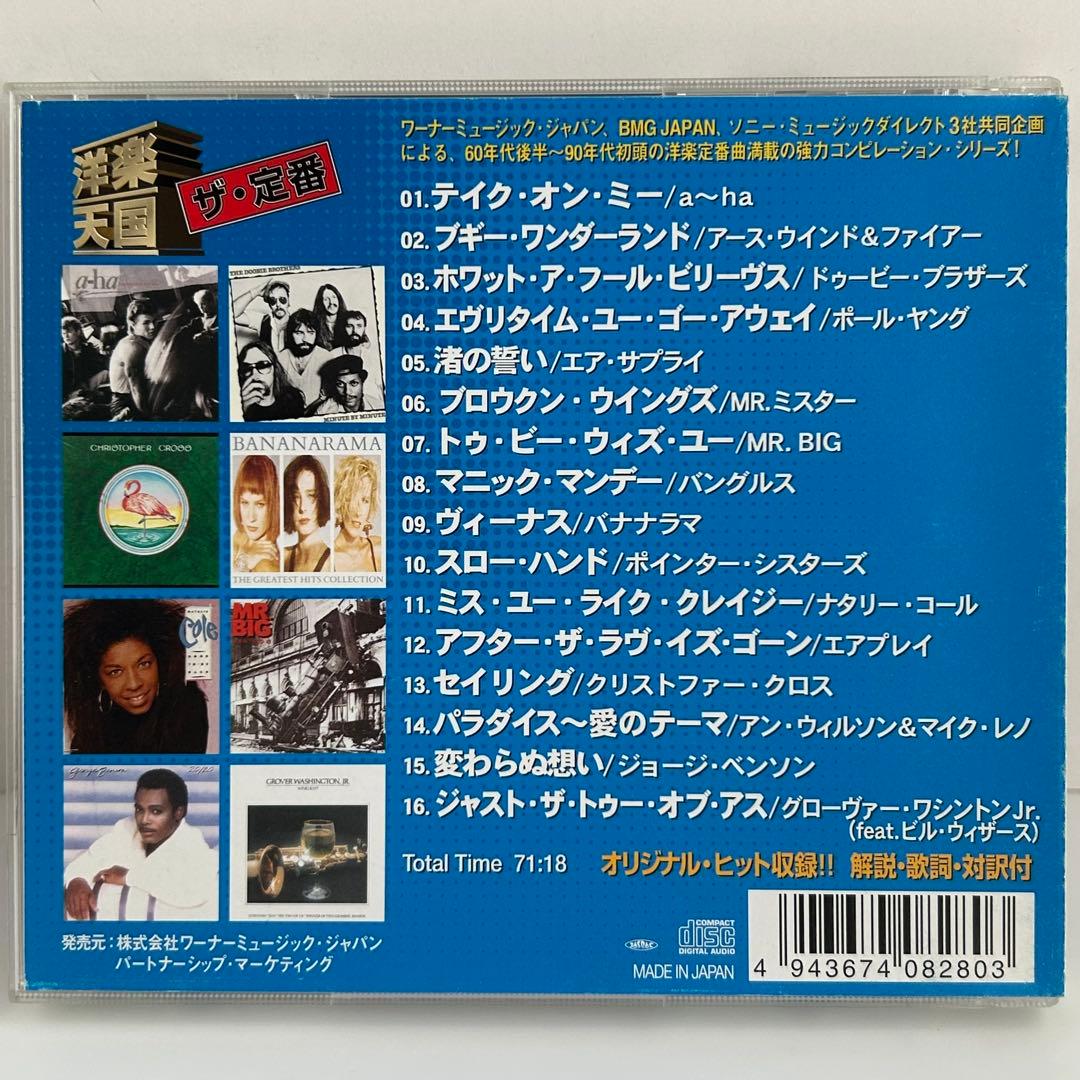 洋楽
天国
ザ・定番
ワーナーミュージック・ジャパン、BMG JAPAN、ソニー・ミュージックダイレクト3社共同企画
による、60年代後半〜90年代初頭の洋楽定番曲満載の強力コンピレーション・シリーズ!
01.テイク・オン・ミー/a〜ha
02.ブギー・ワンダーランド/アース・ウインド&ファイアー
03.ホワット・ア・フール・ビリーヴス/ドゥービー・ブラザーズ
04.エヴリタイム・ユー・ゴー・アウェイ/ポール・ヤング
05.渚の誓い/エア・サプライ
06.ブロウクン・ウイングズ/MR.ミスター
07.トゥ・ビー・ウィズ・ユー/MR. BIG
08.マニック・マンデー/バングルス
09.ヴィーナス/バナナラマ
10.スロー・ハンド/ポインター・シスターズ
11.ミス・ユー・ライク・クレイジー/ナタリー・コール
12.アフター・ザ・ラヴ・イズ・ゴーン/エアプレイ
13.セイリング/クリストファー・クロス
14.パラダイス〜愛のテーマ/アン・ウィルソン&マイク・レノ
15.変わらぬ想い/ジョージ・ベンソン
16.ジャスト・ザ・トゥー・オブ・アス/グローヴァー・ワシントンJr.
(feat.ビル・ウィザース)
Total Time 71:18
オリジナル・ヒット収録!! 解説・歌詞・対訳付
a-ha
THE DOOBIE BROTHERS
MINUTE BY MINUTE
CHRISTOPHER CROSS
BANANARAMA
THE GREATEST HITS COLLECTION
Natalie
Cole
MR
BIG
George Benson
20/20
GROVER WASHINGTON, JR.
WINELIGHT
発売元:株式会社ワーナーミュージック・ジャパン
パートナーシップ・マーケティング
JASRAC
COMPACT
disc
DIGITAL AUDIO
MADE IN JAPAN
4 943674 082803